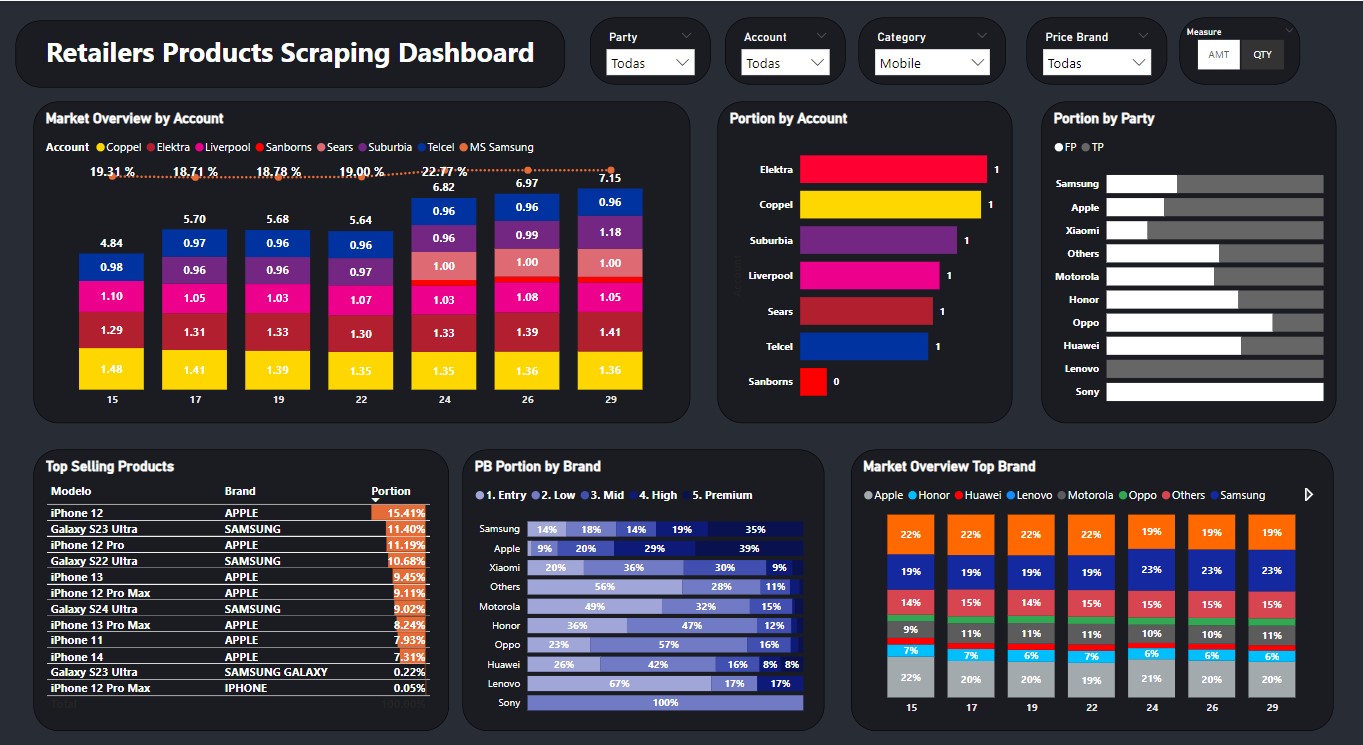 Retailers Products Scraping Dashboard
Party
Todas
Account
Todas
Category
Mobile
Price Brand
Todas
Measure
AMT QTY
Market Overview by Account
Account Coppel Elektra Liverpool Sanborns Sears Suburbia Telcel MS Samsung
19.31 % 18.71 % 18.78 % 19.00 % 22.77 %
4.84 5.70 5.68 5.64 6.82 6.97 7.15
0.98 0.97 0.96 0.96 0.96 0.96 0.96
0.96 0.96 0.97 0.96 0.99 1.18
1.00 1.00 1.00
1.10 1.05 1.03 1.07 1.03 1.08 1.05
1.29 1.31 1.33 1.30 1.33 1.39 1.41
1.48 1.41 1.39 1.35 1.35 1.36 1.36
15 17 19 22 24 26 29
Portion by Account
Elektra 1
Coppel 1
Suburbia 1
Liverpool 1
Sears 1
Telcel 1
Sanborns 0
Portion by Party
FP TP
Samsung
Apple
Xiaomi
Others
Motorola
Honor
Oppo
Huawei
Lenovo
Sony
Top Selling Products
Modelo Brand Portion
iPhone 12 APPLE 15.41%
Galaxy S23 Ultra SAMSUNG 11.40%
iPhone 12 Pro APPLE 11.19%
Galaxy S22 Ultra SAMSUNG 10.68%
iPhone 13 APPLE 9.45%
iPhone 12 Pro Max APPLE 9.11%
Galaxy S24 Ultra SAMSUNG 9.02%
iPhone 13 Pro Max APPLE 8.24%
iPhone 11 APPLE 7.93%
iPhone 14 APPLE 7.31%
Galaxy S23 Ultra SAMSUNG GALAXY 0.22%
iPhone 12 Pro Max IPHONE 0.05%
Total 100.00%
PB Portion by Brand
1. Entry 2. Low 3. Mid 4. High 5. Premium
Samsung 14% 18% 14% 19% 35%
Apple 9% 20% 29% 39%
Xiaomi 20% 36% 30% 9%
Others 56% 28% 11%
Motorola 49% 32% 15%
Honor 36% 47% 12%
Oppo 23% 57% 16%
Huawei 26% 42% 16% 8% 8%
Lenovo 67% 17% 17%
Sony 100%
Market Overview Top Brand
Apple Honor Huawei Lenovo Motorola Oppo Others Samsung
22% 22% 22% 22% 19% 19% 19%
19% 19% 19% 19% 23% 23% 23%
14% 15% 14% 15% 15% 15% 15%
9% 11% 11% 11% 10% 10% 11%
7% 7% 6% 7% 6% 6% 6%
22% 20% 20% 19% 21% 20% 20%
15 17 19 22 24 26 29